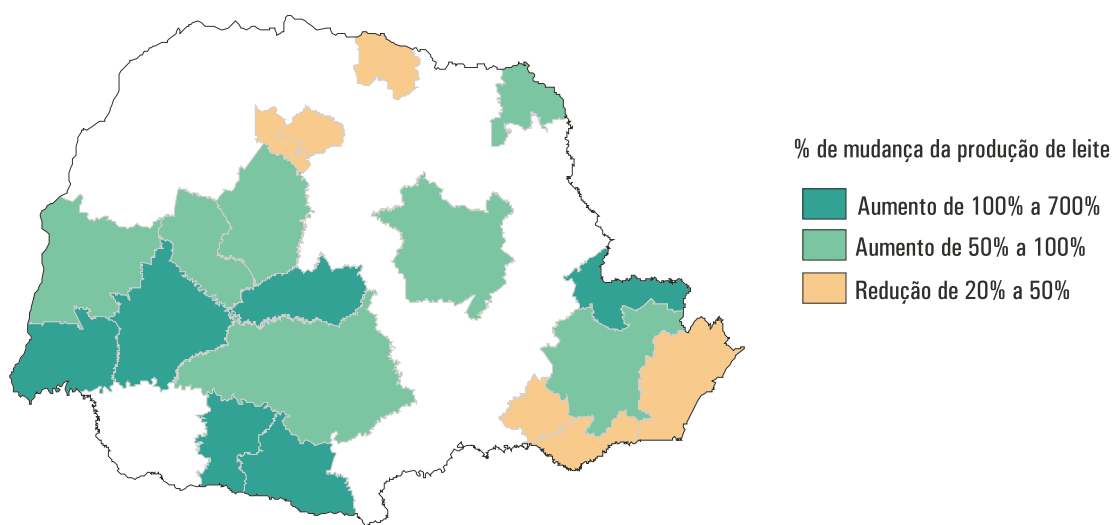 % de mudança da produção de leite
Aumento de 100% a 700%
Aumento de 50% a 100%
Redução de 20% a 50%